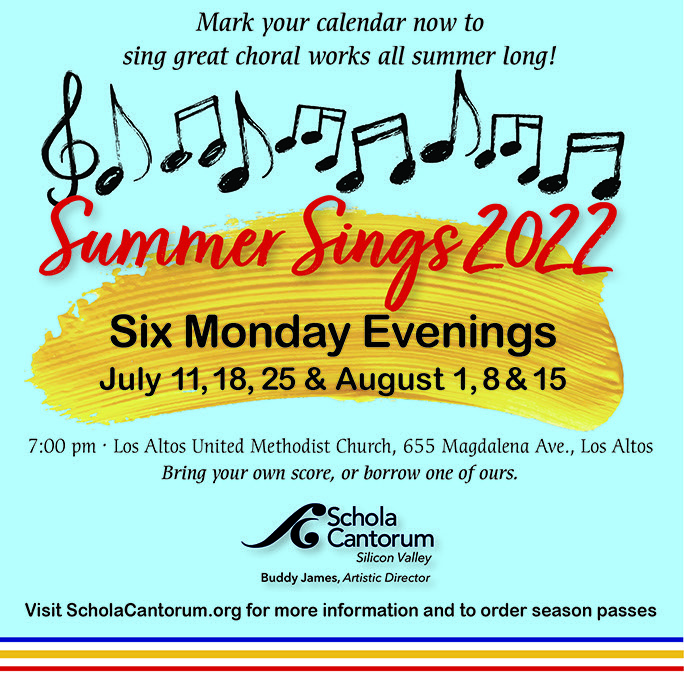 Mark your calendar now to
sing great choral works all summer long!
Summer Sings 2022
Six Monday Evenings
July 11, 18, 25 & August 1, 8 & 15
7:00 pm · Los Altos United Methodist Church, 655 Magdalena Ave., Los Altos
Bring your own score, or borrow one of ours.
Schola
Cantorum
Silicon Valley
Buddy James, Artistic Director
Visit ScholaCantorum.org for more information and to order season passes